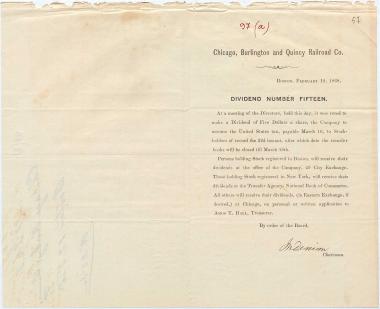 97 (a)
57
Chicago, Burlington and Quincy Railroad Co.
Boston, February 12, 1868.
DIVIDEND NUMBER FIFTEEN.
At a meeting of the Directors, held this day, it was voted to
make a Dividend of Five Dollars a share, the Company to
assume the United States tax, payable March 16, to Stock-
holders of record the 22d instant, after which date the transfer
books will be closed till March 16th.
Persons holding Stock registered in Boston, will receive their
dividends at the office of the Company, City Exchange.
Those holding Stock registered in New York, will receive their
dividends at the Transfer Agency, National Bank of Commerce.
All others will receive their dividends, (in Eastern Exchange, if
desired,) at Chicago, on personal or written application to
Amos T. Hall, Treasurer.
By order of the Board,
Chairman.